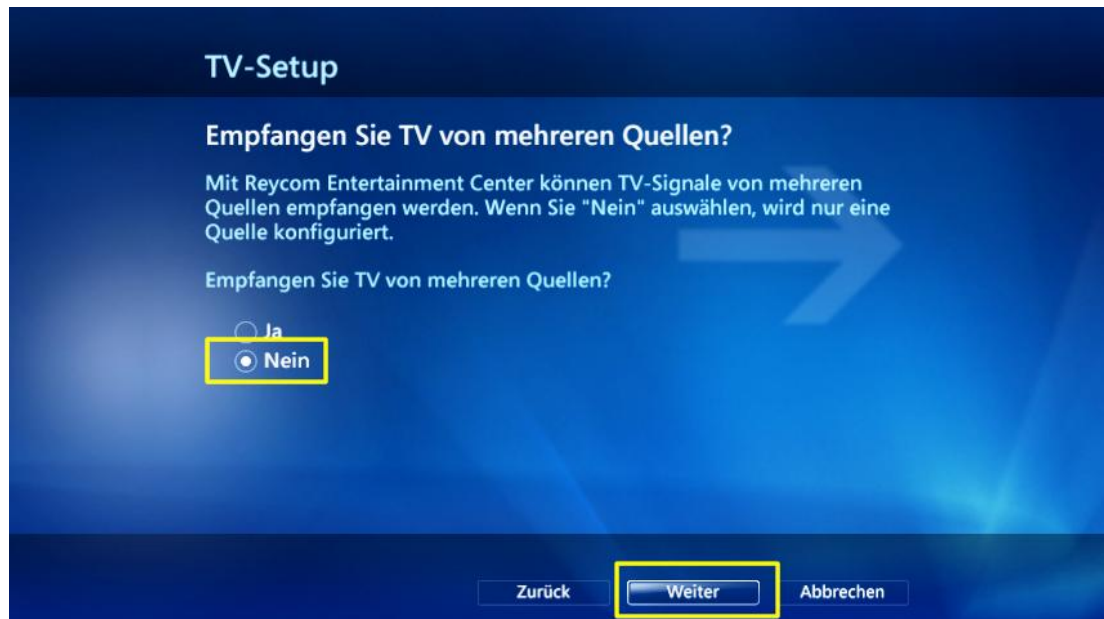 TV-Setup
Empfangen Sie TV von mehreren Quellen?
Mit Reycom Entertainment Center können TV-Signale von mehreren
Quellen empfangen werden. Wenn Sie "Nein" auswählen, wird nur eine
Quelle konfiguriert.
Empfangen Sie TV von mehreren Quellen?
Ja
Nein
Zurück Weiter Abbrechen